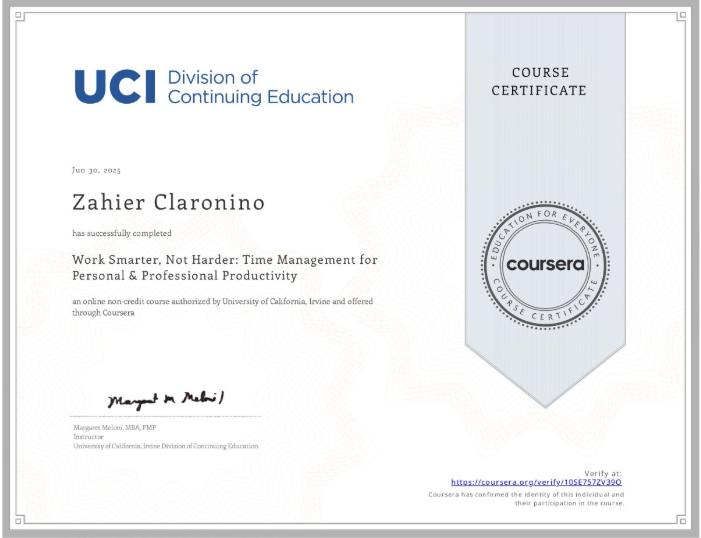 UCI Division of
Continuing Education
COURSE
CERTIFICATE
Jun 30, 2025
Zahier Claronino
has successfully completed
Work Smarter, Not Harder: Time Management for
Personal & Professional Productivity
an online non-credit course authorized by University of California, Irvine and offered
through Coursera
EDUCATION FOR EVERYONE
coursera
COURSE CERTIFICATE
Margaret M Meloni
Margaret Meloni, MBA, PMP
Instructor
University of California, Irvine Division of Continuing Education
Verify at:
https://coursera.org/verify/10SE757ZV39O
Coursera has confirmed the identity of this individual and
their participation in the course.